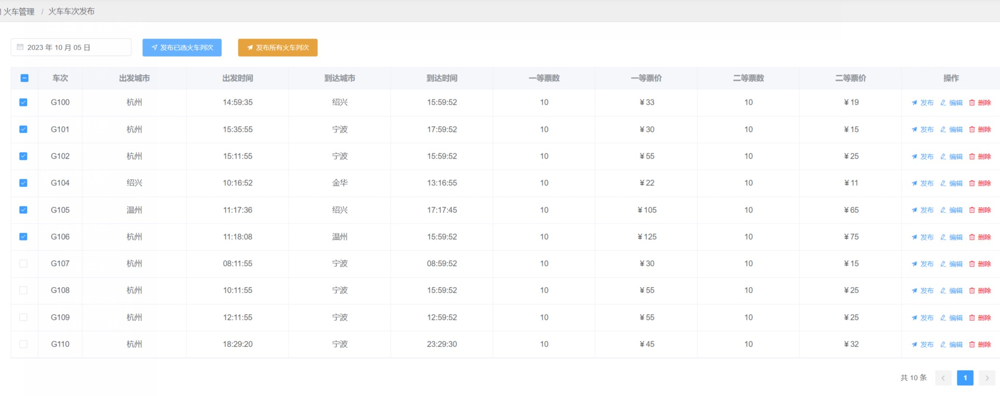 火车管理 / 火车车次发布
2023 年 10 月 05 日 发布已选火车列次 发布所有火车列次
车次 出发城市 出发时间 到达城市 到达时间 一等票数 一等票价 二等票数 二等票价 操作
G100 杭州 14:59:35 绍兴 15:59:52 10 ¥33 10 ¥19 发布 编辑 删除
G101 杭州 15:35:55 宁波 17:59:52 10 ¥30 10 ¥15 发布 编辑 删除
G102 杭州 15:11:55 宁波 15:59:52 10 ¥55 10 ¥25 发布 编辑 删除
G104 绍兴 10:16:52 金华 13:16:55 10 ¥22 10 ¥11 发布 编辑 删除
G105 温州 11:17:36 绍兴 17:17:45 10 ¥105 10 ¥65 发布 编辑 删除
G106 杭州 11:18:08 温州 15:59:52 10 ¥125 10 ¥75 发布 编辑 删除
G107 杭州 08:11:55 宁波 08:59:52 10 ¥30 10 ¥15 发布 编辑 删除
G108 杭州 10:11:55 宁波 15:59:52 10 ¥55 10 ¥25 发布 编辑 删除
G109 杭州 12:11:55 宁波 12:59:52 10 ¥55 10 ¥25 发布 编辑 删除
G110 杭州 18:29:20 宁波 23:29:30 10 ¥45 10 ¥32 发布 编辑 删除
共 10 条 < 1 >